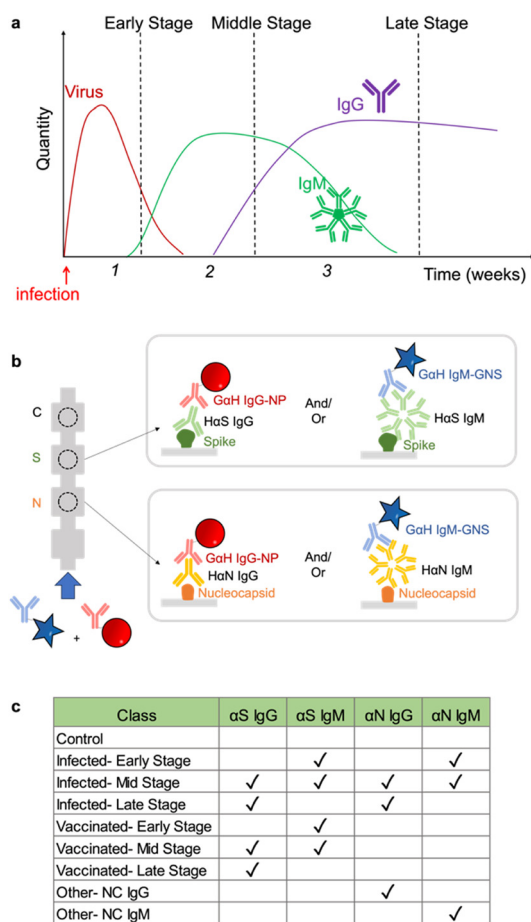 a
Early Stage Middle Stage Late Stage
Virus
IgG
IgM
Quantity
1 2 3 Time (weeks)
infection
b
C
S
N
+
GαH IgG-NP
HαS IgG
Spike
And/
Or
GαH IgM-GNS
HαS IgM
Spike
GαH IgG-NP
HαN IgG
Nucleocapsid
And/
Or
GαH IgM-GNS
HαN IgM
Nucleocapsid
c
Class αS IgG αS IgM αN IgG αN IgM
Control
Infected- Early Stage ✓ ✓
Infected- Mid Stage ✓ ✓ ✓ ✓
Infected- Late Stage ✓ ✓
Vaccinated- Early Stage ✓
Vaccinated- Mid Stage ✓ ✓
Vaccinated- Late Stage ✓
Other- NC IgG ✓
Other- NC IgM ✓